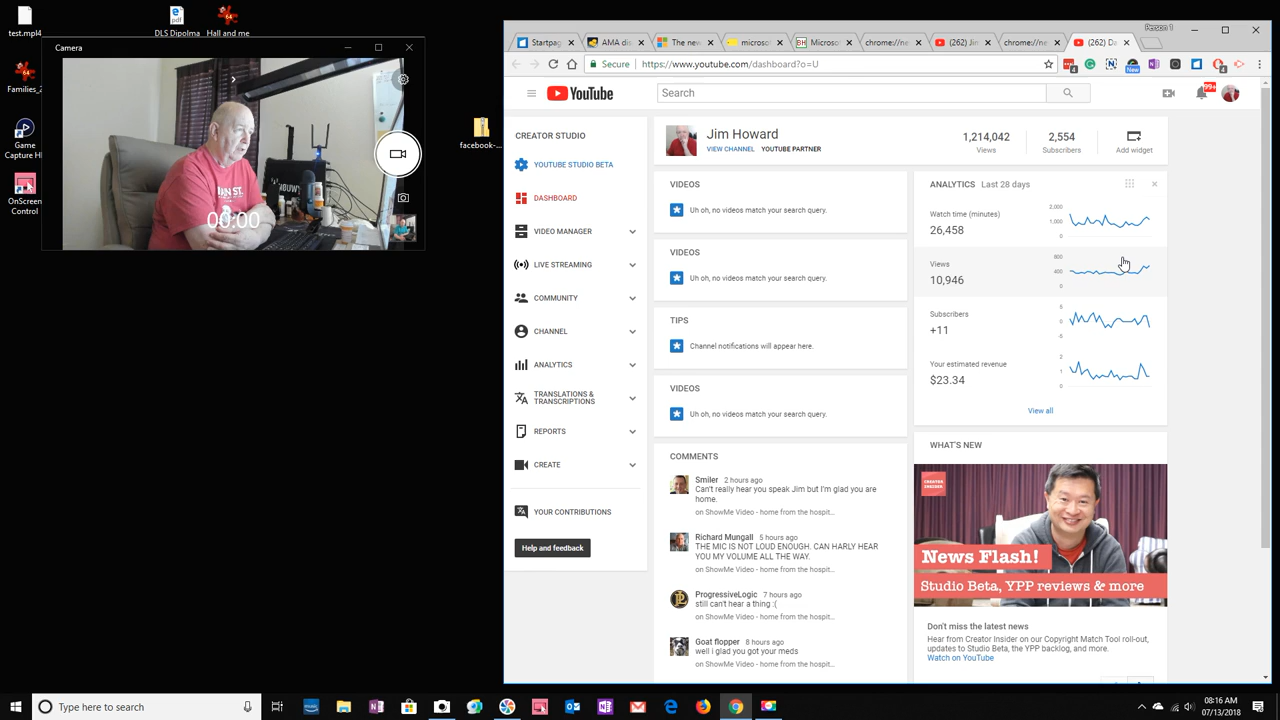 test.mp4
DLS Dipolma
Hall and me
Families_2
Game
Capture H
OnScreen
Control
facebook-...
Camera
00:00
Person 1
Startpag
AMA dis
The new
microsof
Microso
chrome://ne
(262) Jin
chrome://ne
(262) Da
Secure
https://www.youtube.com/dashboard?o=U
4
New
4
YouTube
Search
99+
CREATOR STUDIO
YOUTUBE STUDIO BETA
DASHBOARD
VIDEO MANAGER
LIVE STREAMING
COMMUNITY
CHANNEL
ANALYTICS
TRANSLATIONS &
TRANSCRIPTIONS
REPORTS
CREATE
YOUR CONTRIBUTIONS
Help and feedback
Jim Howard
VIEW CHANNEL YOUTUBE PARTNER
1,214,042
Views
2,554
Subscribers
Add widget
VIDEOS
Uh oh, no videos match your search query.
VIDEOS
Uh oh, no videos match your search query.
TIPS
Channel notifications will appear here.
VIDEOS
Uh oh, no videos match your search query.
COMMENTS
Smiler 2 hours ago
Can't really hear you speak Jim but I'm glad you are
home.
on ShowMe Video - home from the hospit...
Richard Mungall 5 hours ago
THE MIC IS NOT LOUD ENOUGH. CAN HARLY HEAR
YOU MY VOLUME ALL THE WAY.
on ShowMe Video - home from the hospit...
ProgressiveLogic 7 hours ago
still can't hear a thing :(
on ShowMe Video - home from the hospit...
Goat flopper 8 hours ago
well i glad you got your meds
on ShowMe Video - home from the hospit...
ANALYTICS Last 28 days
Watch time (minutes)
26,458
2,000
1,000
0
Views
10,946
800
400
0
Subscribers
+11
5
0
-5
Your estimated revenue
$23.34
2
1
0
View all
WHAT'S NEW
CREATOR
INSIDER
News Flash!
Studio Beta, YPP reviews & more
Don't miss the latest news
Hear from Creator Insider on our Copyright Match Tool roll-out,
updates to Studio Beta, the YPP backlog, and more.
Watch on YouTube
Type here to search
08:16 AM
07/13/2018